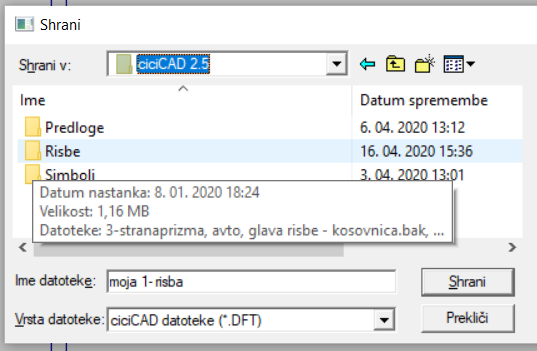 Shrani
Shrani v: ciciCAD 2.5
Ime Datum spremembe
Predloge 6. 04. 2020 13:12
Risbe 16. 04. 2020 15:36
Simboli 3. 04. 2020 13:01
Datum nastanka: 8. 01. 2020 18:24
Velikost: 1,16 MB
Datoteke: 3-stranaprizma, avto, glava risbe - kosovnica.bak, ...
Ime datoteke: moja 1- risba Shrani
Vrsta datoteke: ciciCAD datoteke (*.DFT) Prekliči